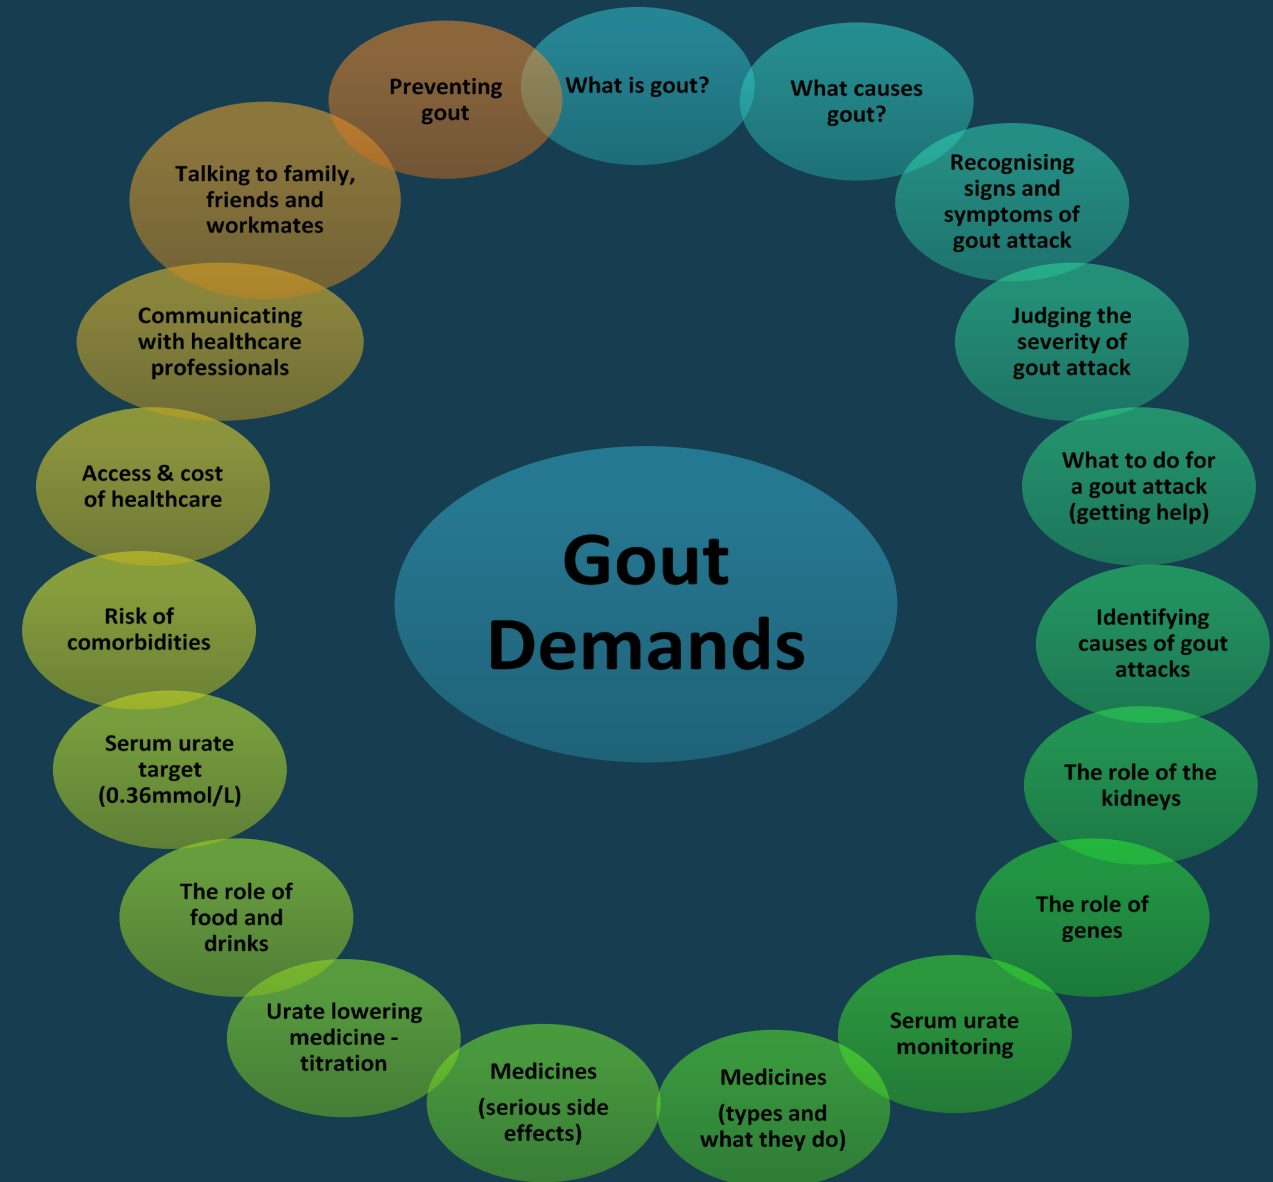 What is gout?
What causes
gout?
Recognising
signs and
symptoms of
gout attack
Judging the
severity of
gout attack
What to do for
a gout attack
(getting help)
Identifying
causes of gout
attacks
The role of the
kidneys
The role of
genes
Serum urate
monitoring
Medicines
(types and
what they do)
Medicines
(serious side
effects)
Urate lowering
medicine -
titration
The role of
food and
drinks
Serum urate
target
(0.36mmol/L)
Risk of
comorbidities
Access & cost
of healthcare
Communicating
with healthcare
professionals
Talking to family,
friends and
workmates
Preventing
gout
Gout
Demands